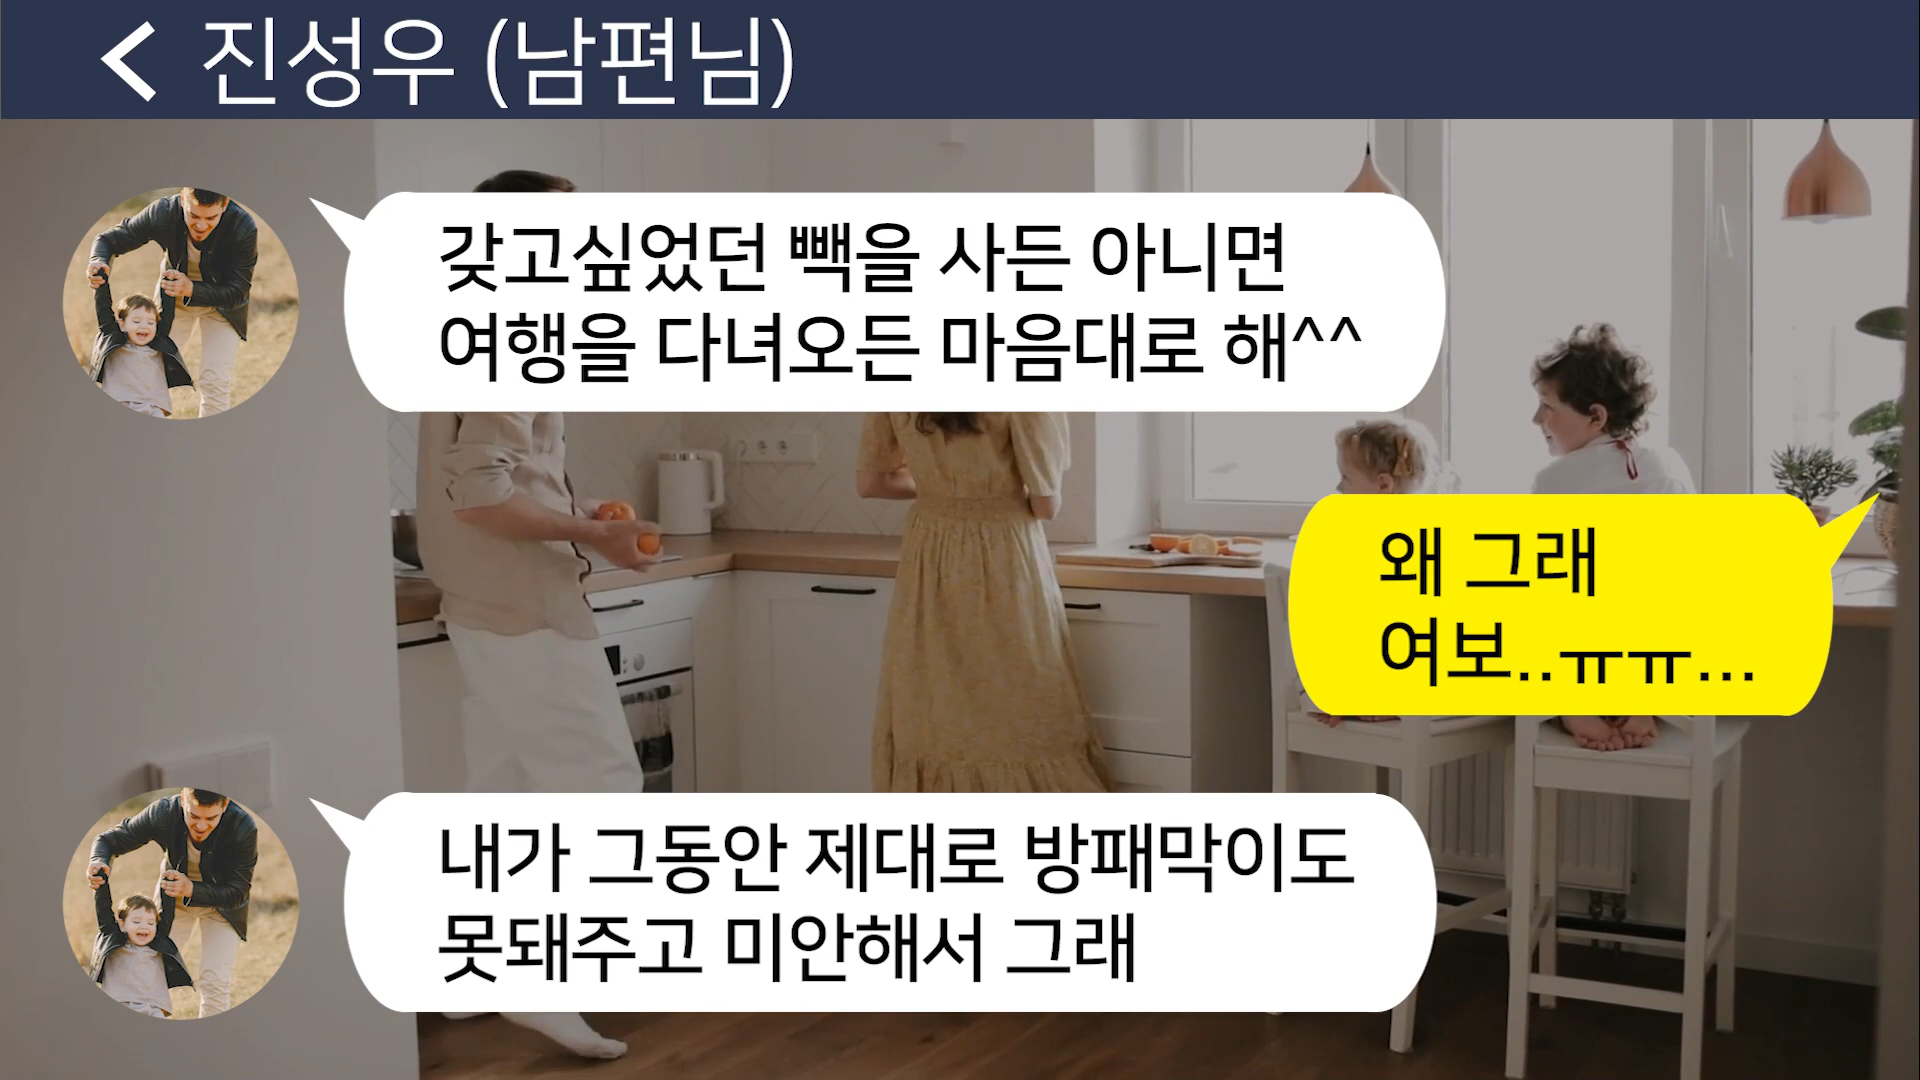 진성우 (남편님)
갖고싶었던 빽을 사든 아니면
여행을 다녀오든 마음대로 해^^
왜 그래
여보..ㅠㅠ...
내가 그동안 제대로 방패막이도
못돼주고 미안해서 그래